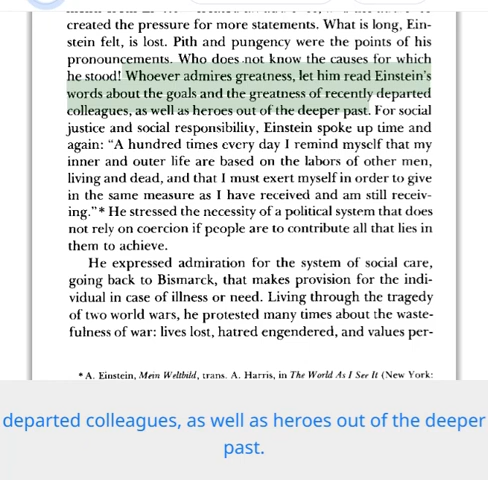 created the pressure for more statements. What is long, Ein-
stein felt, is lost. Pith and pungency were the points of his
pronouncements. Who does not know the causes for which
he stood! Whoever admires greatness, let him read Einstein's
words about the goals and the greatness of recently departed
colleagues, as well as heroes out of the deeper past. For social
justice and social responsibility, Einstein spoke up time and
again: "A hundred times every day I remind myself that my
inner and outer life are based on the labors of other men,
living and dead, and that I must exert myself in order to give
in the same measure as I have received and am still receiv-
ing."* He stressed the necessity of a political system that does
not rely on coercion if people are to contribute all that lies in
them to achieve.
He expressed admiration for the system of social care,
going back to Bismarck, that makes provision for the indi-
vidual in case of illness or need. Living through the tragedy
of two world wars, he protested many times about the waste-
fulness of war: lives lost, hatred engendered, and values per-
* A. Einstein, Mein Weltbild, trans. A. Harris, in The World As I See It (New York:
departed colleagues, as well as heroes out of the deeper
past.